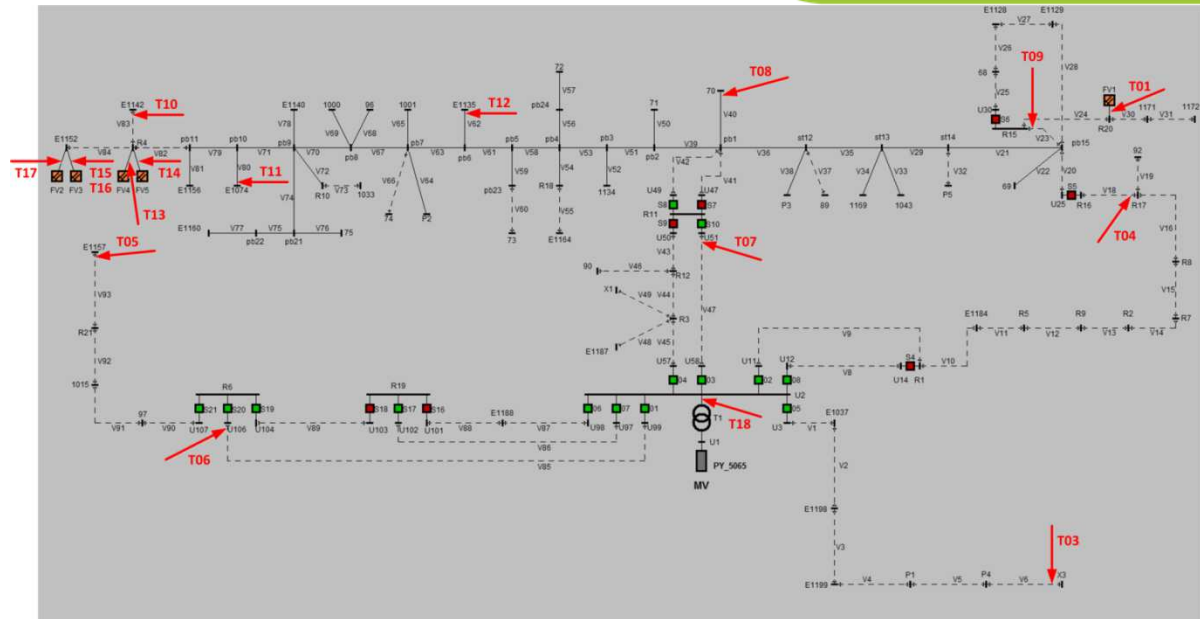 E1128 V27 E1129
72 T09
V26 V28 T01
T08 68 FV1
V57
T10 1000 96 1001 T12 70 V25
E1142 E1140 E1135 pb24 71 U30 S6 V24 V30 1171 V31 1172
V83 V78 V69 V68 V65 V62 V56 V50 V40 R15 V23 R20
E1152 R4 pb11 pb10 pb9 pb8 pb7 pb6 pb5 pb4 pb3 pb2 pb1 st12 st13 st14 pb15 92
V84 V82 V79 V71 V70 V67 V63 V61 V58 V53 V51 V39 V36 V35 V29 V21
T17 T15 T14 V81 V80 V72 V66 V64 V59 V54 V52 V42 V38 V37 V34 V33 V32 V22 V20 V19
T16 T11 pb23 R18 V41 S5
FV2 FV3 FV4 FV5 E1156 E1074 R10 V73 1033 1134 U49 U47 P3 89 1169 1043 P5 69 U25 R16 V18 R17
T13 V74 74 P2 V60 V55 S8 S7
R11 T04
T05 E1160 V77 V75 V76 75 73 E1164 S9 S10 V16
pb22 pb21 U50 U51 T07
E1157 V43 R8
90 V46 R12
V93 X1 V49 V44 V47 V15
R3 E1184 R5 R9 R2 R7
R21 V48 V45 V9 V11 V12 V13 V14
E1187 U57 U58 U11 U12 S4 V10
V92 V8 U14 R1
04 03 02 08
1015 R6 R19 U2
S21 S20 S19 S18 S17 S16 06 07 01 T1 T18 05
97 E1188 E1037
V91 V90 U107 U106 U104 V89 U103 U102 U101 V88 V87 U98 U97 U99 U3 V1
V86 U1
T06 V85 PY_5065 V2
MV
E1198
T03
V3
P1 P4 X3
E1199 V4 V5 V6